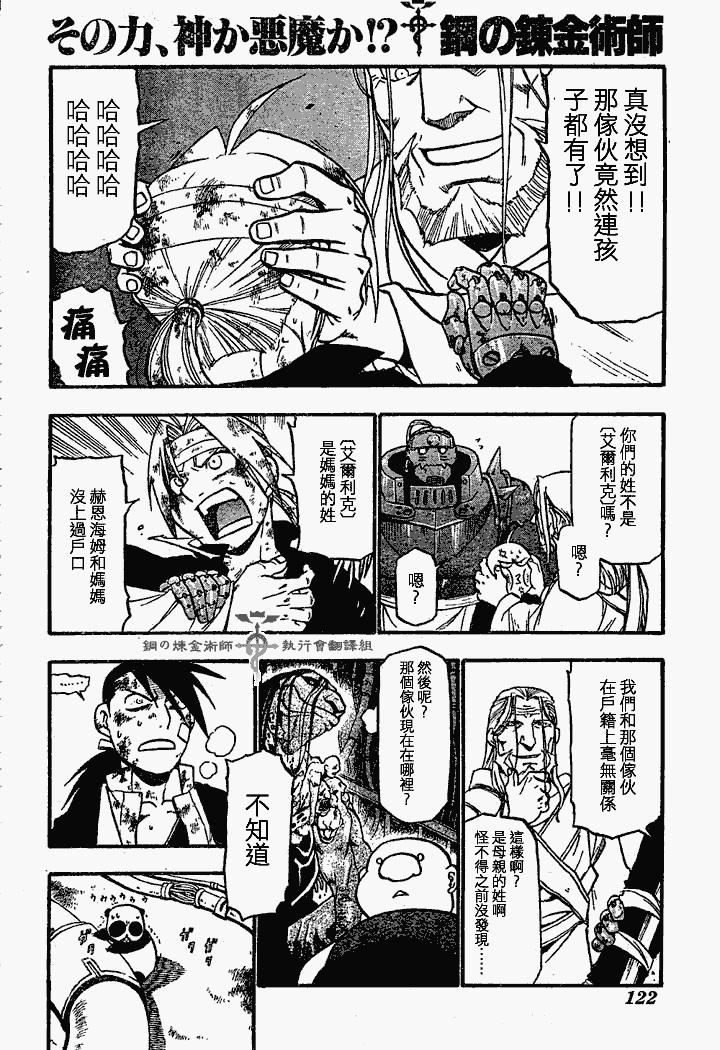 その力、神か悪魔か!? 鋼の錬金術師
真沒想到!!
那傢伙竟然連孩
子都有了!!
哈哈哈哈
哈哈哈哈
痛
痛
你們的姓不是
〔艾爾利克〕嗎?
嗯?
嗯?
〔艾爾利克〕
是媽媽的姓
赫恩海姆和媽媽
沒上過戶口
鋼の煉金術師 執行會翻譯組
我們和那個傢伙
在戶籍上毫無關係
這樣啊?
是母親的姓啊
怪不得之前沒發現……
然後呢?
那個傢伙現在在哪裡?
不知道
……
122